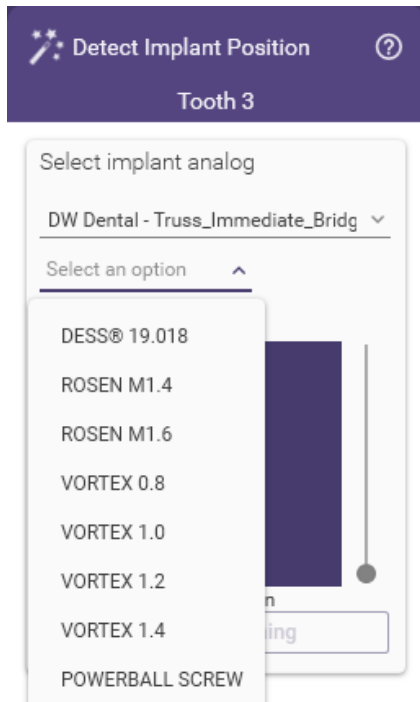 Detect Implant Position
Tooth 3
Select implant analog
DW Dental - Truss_Immediate_Bridg
Select an option
DESS® 19.018
ROSEN M1.4
ROSEN M1.6
VORTEX 0.8
VORTEX 1.0
VORTEX 1.2
VORTEX 1.4
POWERBALL SCREW